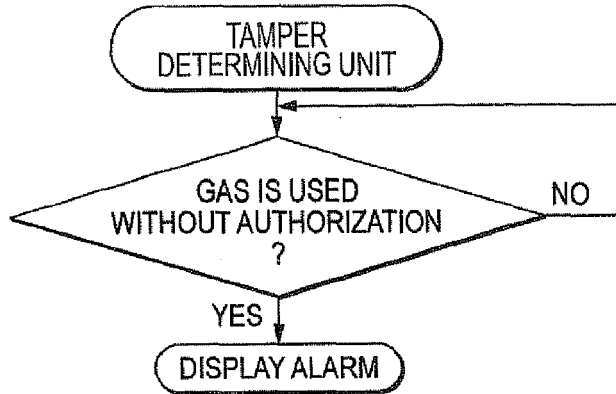 TAMPER
DETERMINING UNIT
GAS IS USED
WITHOUT AUTHORIZATION
?
NO
YES
DISPLAY ALARM